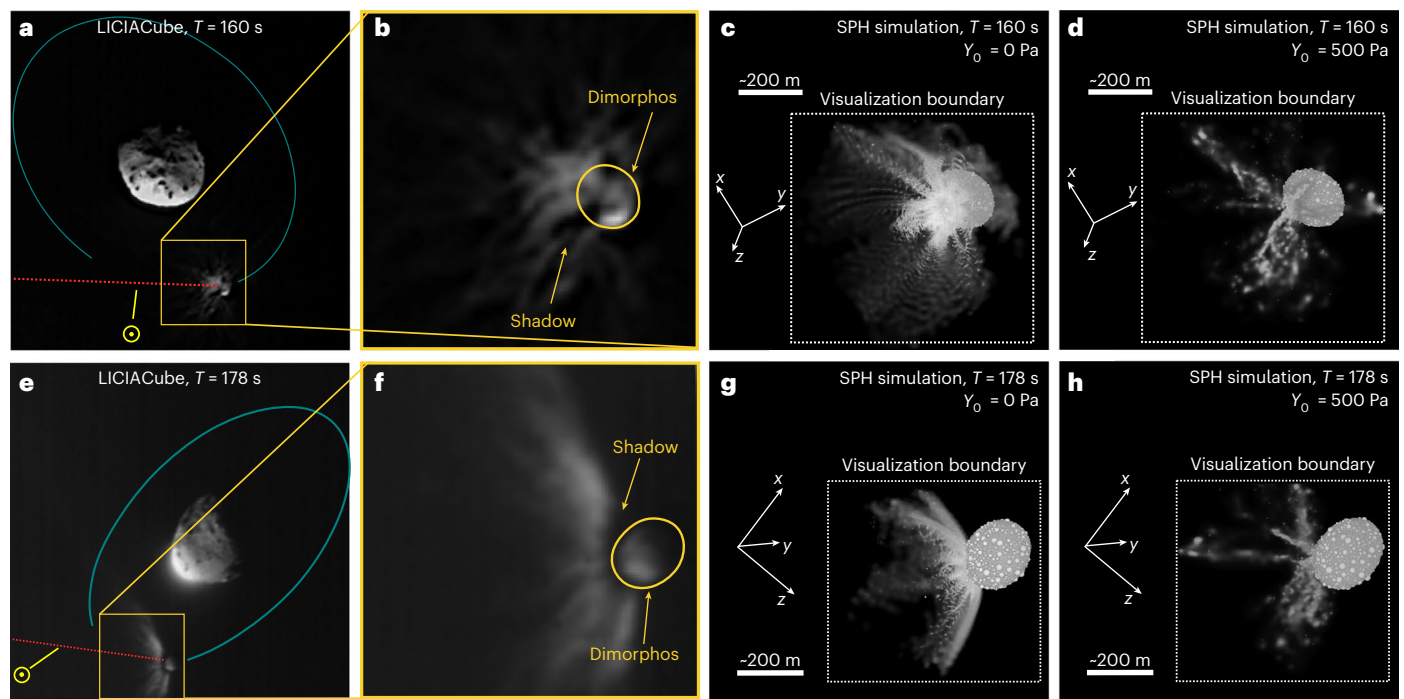 a
LICIACube, T = 160 s
b
Dimorphos
Shadow
c
SPH simulation, T = 160 s
Y₀ = 0 Pa
~200 m
Visualization boundary
x
y
z
d
SPH simulation, T = 160 s
Y₀ = 500 Pa
~200 m
Visualization boundary
x
y
z
e
LICIACube, T = 178 s
f
Shadow
Dimorphos
g
SPH simulation, T = 178 s
Y₀ = 0 Pa
Visualization boundary
x
y
z
~200 m
h
SPH simulation, T = 178 s
Y₀ = 500 Pa
Visualization boundary
x
y
z
~200 m